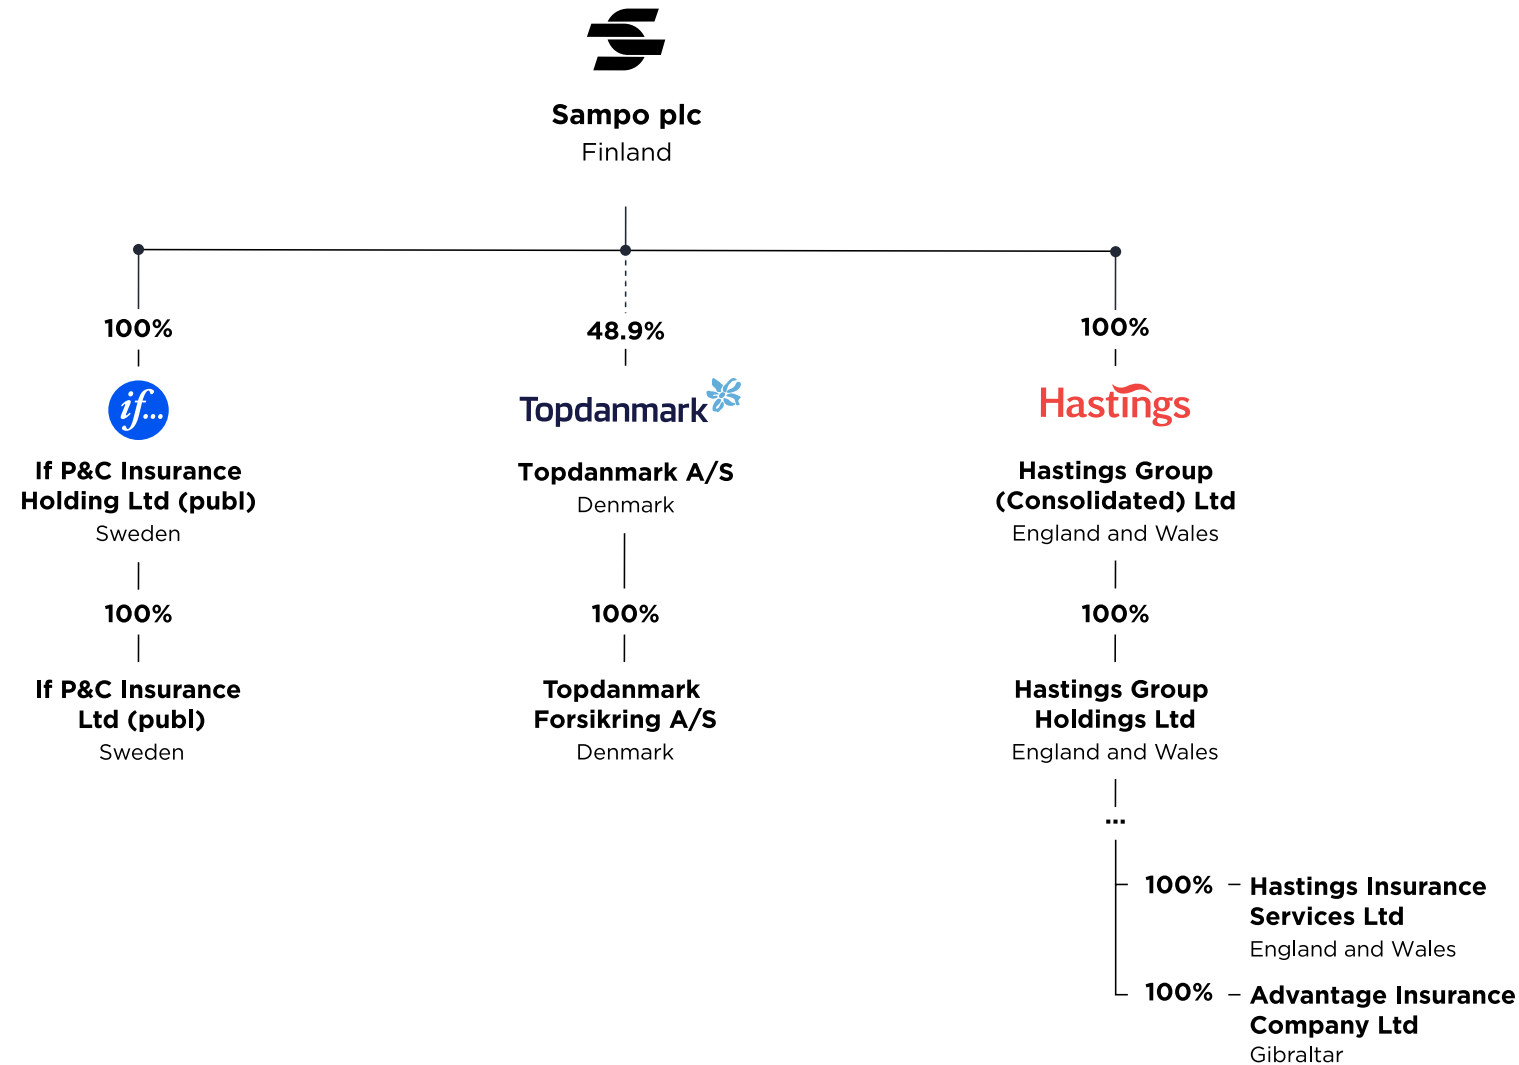 Sampo plc
Finland
100%
48.9%
100%
if...
Topdanmark
Hastings
If P&C Insurance
Holding Ltd (publ)
Sweden
Topdanmark A/S
Denmark
Hastings Group
(Consolidated) Ltd
England and Wales
100%
100%
100%
If P&C Insurance
Ltd (publ)
Sweden
Topdanmark
Forsikring A/S
Denmark
Hastings Group
Holdings Ltd
England and Wales
...
100%
Hastings Insurance
Services Ltd
England and Wales
100%
Advantage Insurance
Company Ltd
Gibraltar